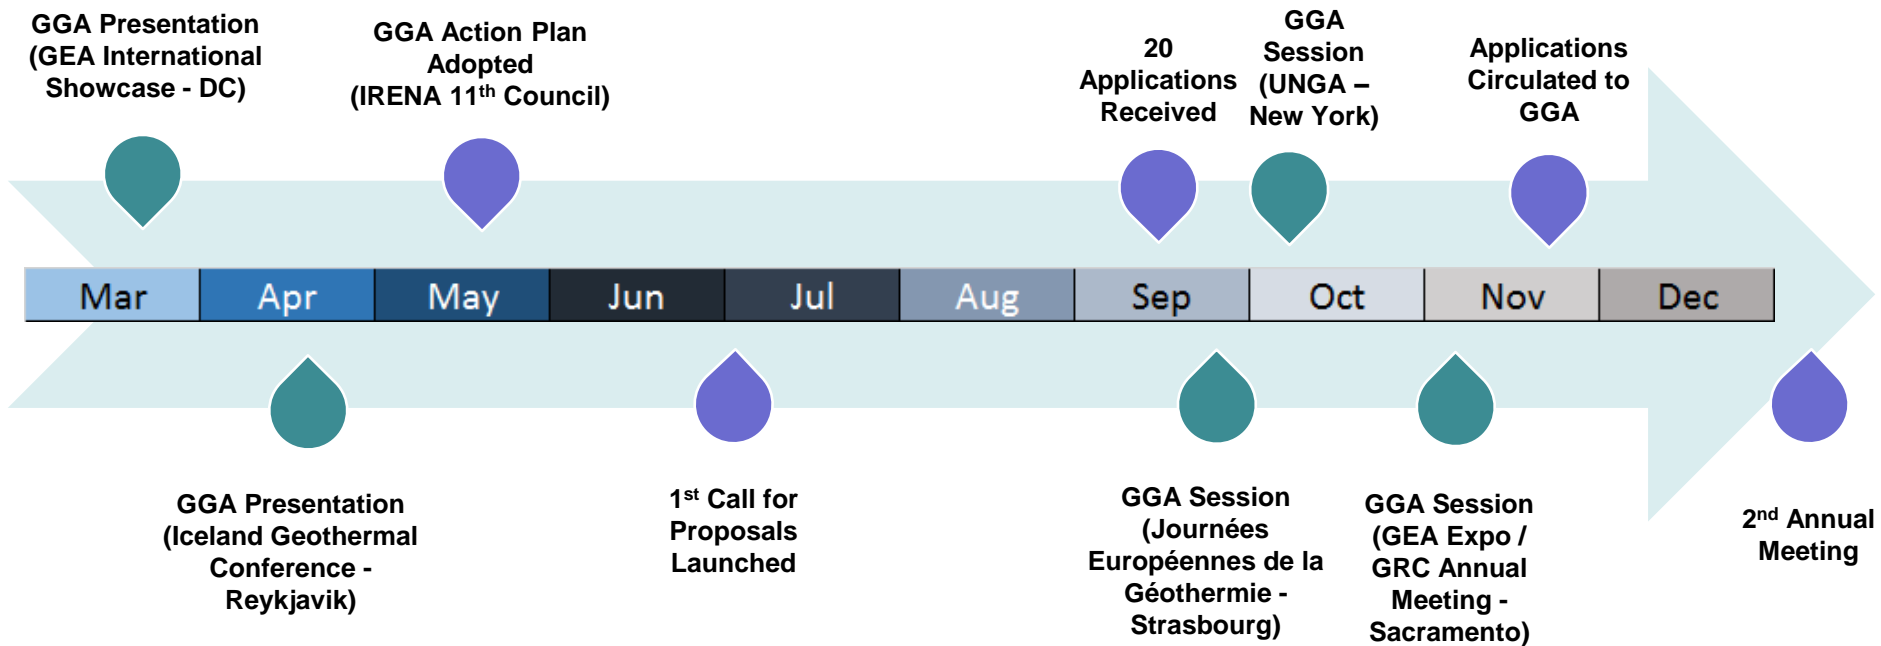 GGA Presentation
(GEA International
Showcase - DC)
GGA Action Plan
Adopted
(IRENA 11th Council)
20
Applications
Received
GGA
Session
(UNGA –
New York)
Applications
Circulated to
GGA
Mar
Apr
May
Jun
Jul
Aug
Sep
Oct
Nov
Dec
GGA Presentation
(Iceland Geothermal
Conference -
Reykjavik)
1st Call for
Proposals
Launched
GGA Session
(Journées
Européennes de la
Géothermie -
Strasbourg)
GGA Session
(GEA Expo /
GRC Annual
Meeting -
Sacramento)
2nd Annual
Meeting